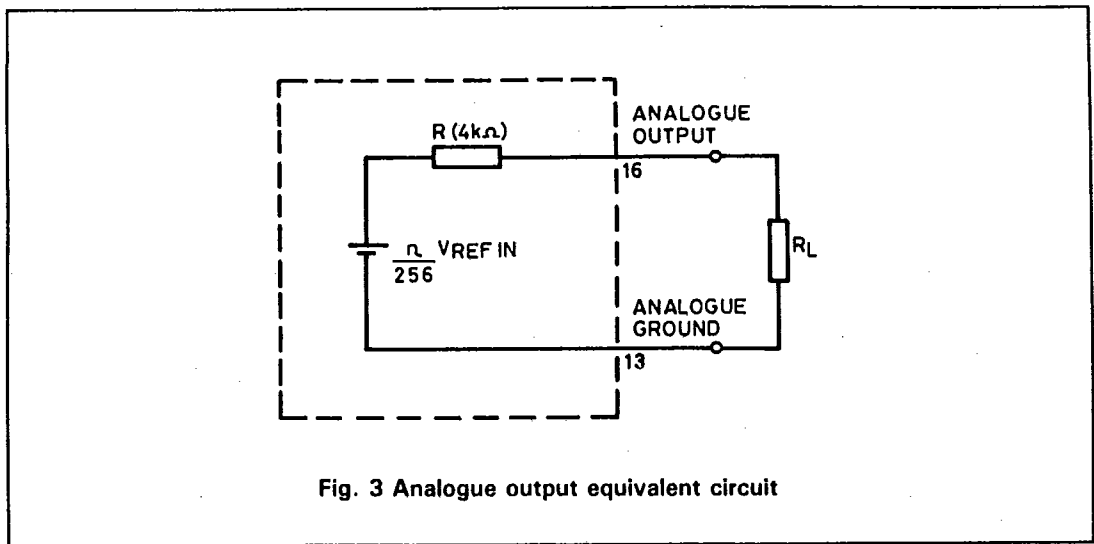 R (4kΩ)
ANALOGUE
OUTPUT
16
n
256
VREF IN
RL
ANALOGUE
GROUND
13
Fig. 3 Analogue output equivalent circuit